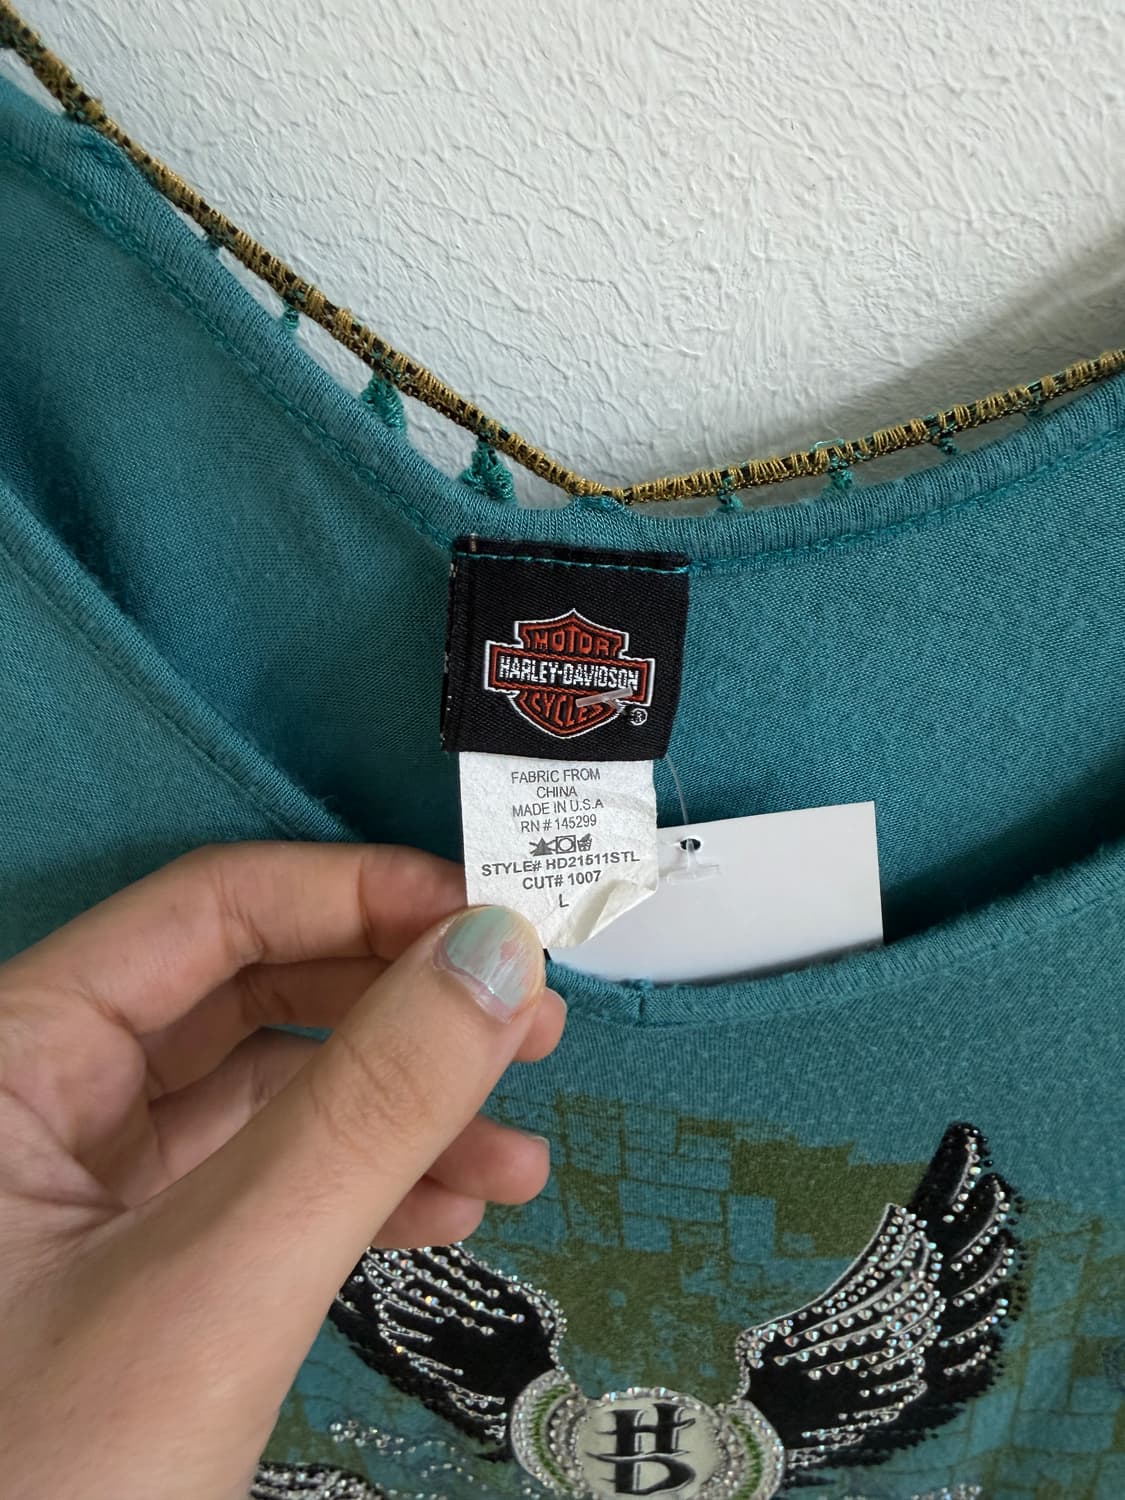 MOTOR
HARLEY-DAVIDSON
CYCLES
®
FABRIC FROM
CHINA
MADE IN U.S.A
RN # 145299
STYLE# HD21511STL
CUT# 1007
L
H
D